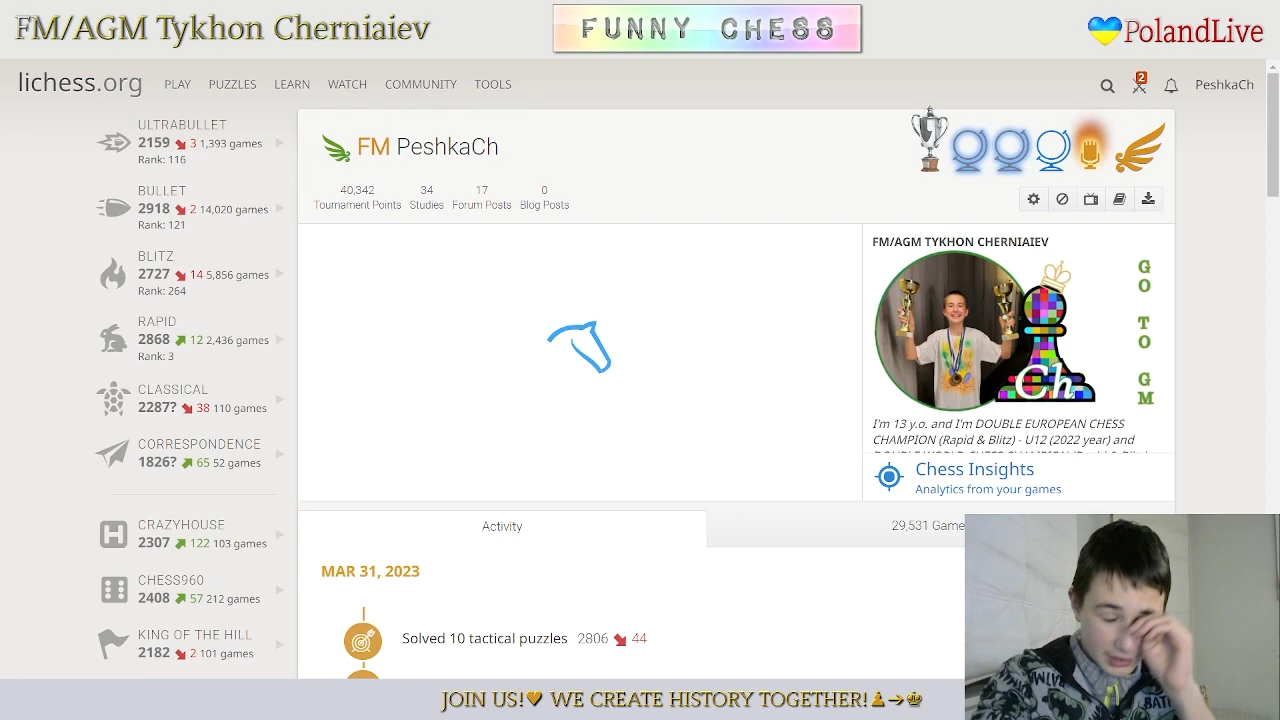 FM/AGM Tykhon Cherniaiev
FUNNY CHESS
PolandLive
lichess.org
PLAY PUZZLES LEARN WATCH COMMUNITY TOOLS
2
PeshkaCh
ULTRABULLET
2159 3 1,393 games
Rank: 116
BULLET
2918 2 14,020 games
Rank: 121
BLITZ
2727 14 5,856 games
Rank: 264
RAPID
2868 12 2,436 games
Rank: 3
CLASSICAL
2287? 38 110 games
CORRESPONDENCE
1826? 65 52 games
CRAZYHOUSE
2307 122 103 games
CHESS960
2408 57 212 games
KING OF THE HILL
2182 2 101 games
FM PeshkaCh
40,342 34 17 0
Tournament Points Studies Forum Posts Blog Posts
FM/AGM TYKHON CHERNIAIEV
Ch
GO
TO
GM
I'm 13 y.o. and I'm DOUBLE EUROPEAN CHESS
CHAMPION (Rapid & Blitz) - U12 (2022 year) and
Chess Insights
Analytics from your games
Activity
29,531 Game
MAR 31, 2023
Solved 10 tactical puzzles 2806 44
JOIN US!♥ WE CREATE HISTORY TOGETHER!♟→♚